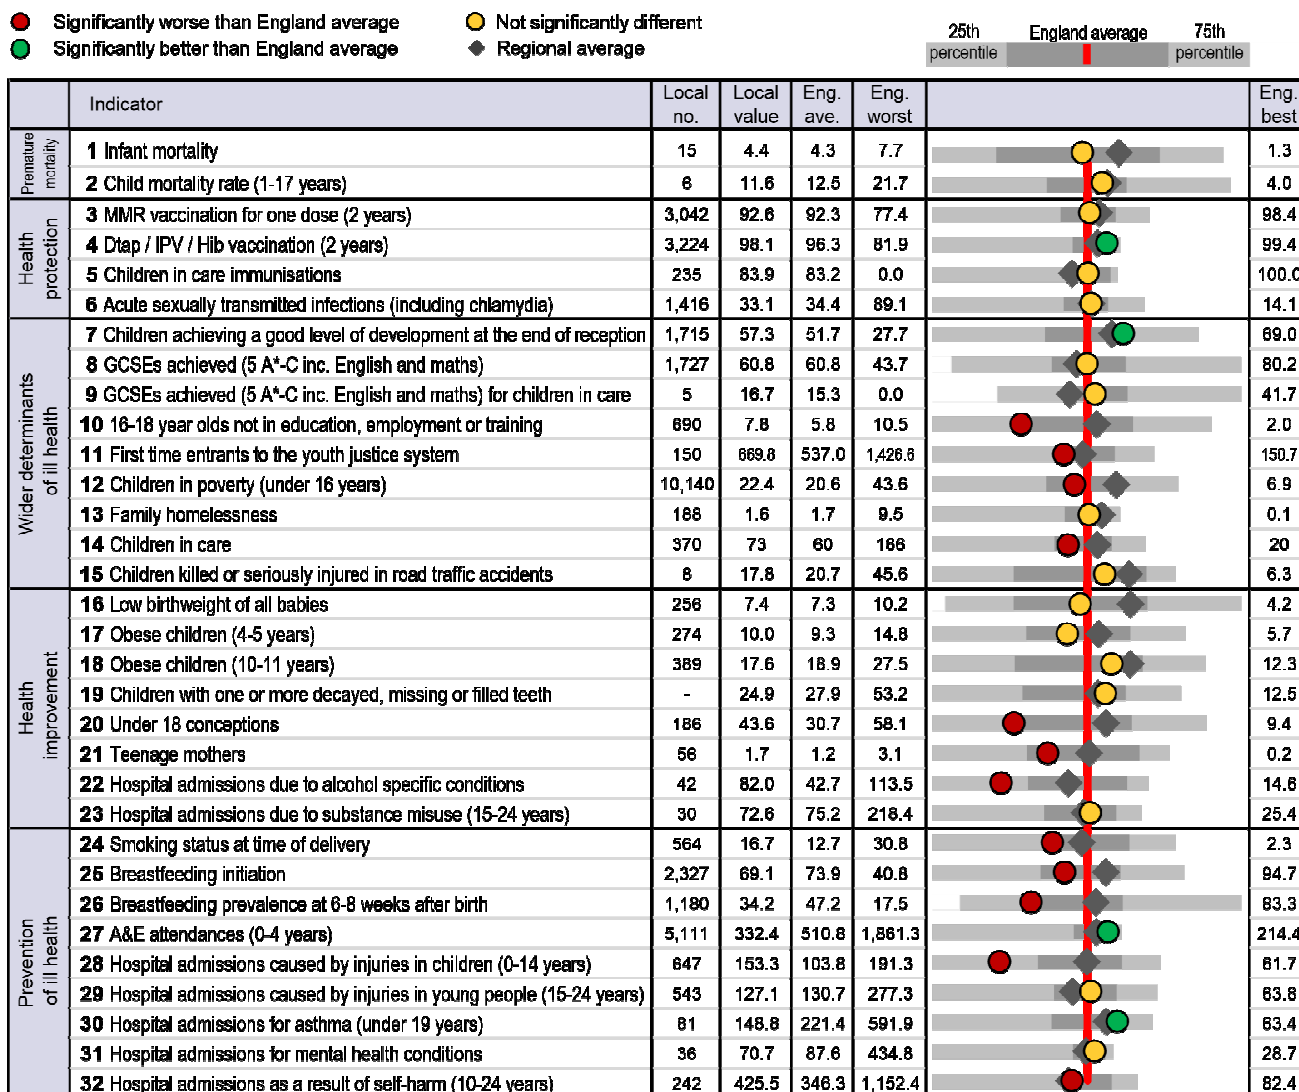 Significantly worse than England average
Not significantly different
Significantly better than England average
Regional average
25th percentile
England average
75th percentile
Indicator Local no. Local value Eng. ave. Eng. worst Eng. best
Premature mortality
1 Infant mortality 15 4.4 4.3 7.7 1.3
2 Child mortality rate (1-17 years) 6 11.6 12.5 21.7 4.0
Health protection
3 MMR vaccination for one dose (2 years) 3,042 92.6 92.3 77.4 98.4
4 Dtap / IPV / Hib vaccination (2 years) 3,224 98.1 96.3 81.9 99.4
5 Children in care immunisations 235 83.9 83.2 0.0 100.0
6 Acute sexually transmitted infections (including chlamydia) 1,416 33.1 34.4 89.1 14.1
Wider determinants of ill health
7 Children achieving a good level of development at the end of reception 1,715 57.3 51.7 27.7 69.0
8 GCSEs achieved (5 A*-C inc. English and maths) 1,727 60.8 60.8 43.7 80.2
9 GCSEs achieved (5 A*-C inc. English and maths) for children in care 5 16.7 15.3 0.0 41.7
10 16-18 year olds not in education, employment or training 690 7.8 5.8 10.5 2.0
11 First time entrants to the youth justice system 150 669.8 537.0 1,426.6 150.7
12 Children in poverty (under 16 years) 10,140 22.4 20.6 43.6 6.9
13 Family homelessness 188 1.6 1.7 9.5 0.1
14 Children in care 370 73 60 166 20
15 Children killed or seriously injured in road traffic accidents 8 17.8 20.7 45.6 6.3
Health improvement
16 Low birthweight of all babies 256 7.4 7.3 10.2 4.2
17 Obese children (4-5 years) 274 10.0 9.3 14.8 5.7
18 Obese children (10-11 years) 389 17.6 18.9 27.5 12.3
19 Children with one or more decayed, missing or filled teeth - 24.9 27.9 53.2 12.5
20 Under 18 conceptions 186 43.6 30.7 58.1 9.4
21 Teenage mothers 56 1.7 1.2 3.1 0.2
22 Hospital admissions due to alcohol specific conditions 42 82.0 42.7 113.5 14.6
23 Hospital admissions due to substance misuse (15-24 years) 30 72.6 75.2 218.4 25.4
Prevention of ill health
24 Smoking status at time of delivery 564 16.7 12.7 30.8 2.3
25 Breastfeeding initiation 2,327 69.1 73.9 40.8 94.7
26 Breastfeeding prevalence at 6-8 weeks after birth 1,180 34.2 47.2 17.5 83.3
27 A&E attendances (0-4 years) 5,111 332.4 510.8 1,861.3 214.4
28 Hospital admissions caused by injuries in children (0-14 years) 647 153.3 103.8 191.3 61.7
29 Hospital admissions caused by injuries in young people (15-24 years) 543 127.1 130.7 277.3 63.8
30 Hospital admissions for asthma (under 19 years) 81 148.8 221.4 591.9 63.4
31 Hospital admissions for mental health conditions 36 70.7 87.6 434.8 28.7
32 Hospital admissions as a result of self-harm (10-24 years) 242 425.5 346.3 1,152.4 82.4